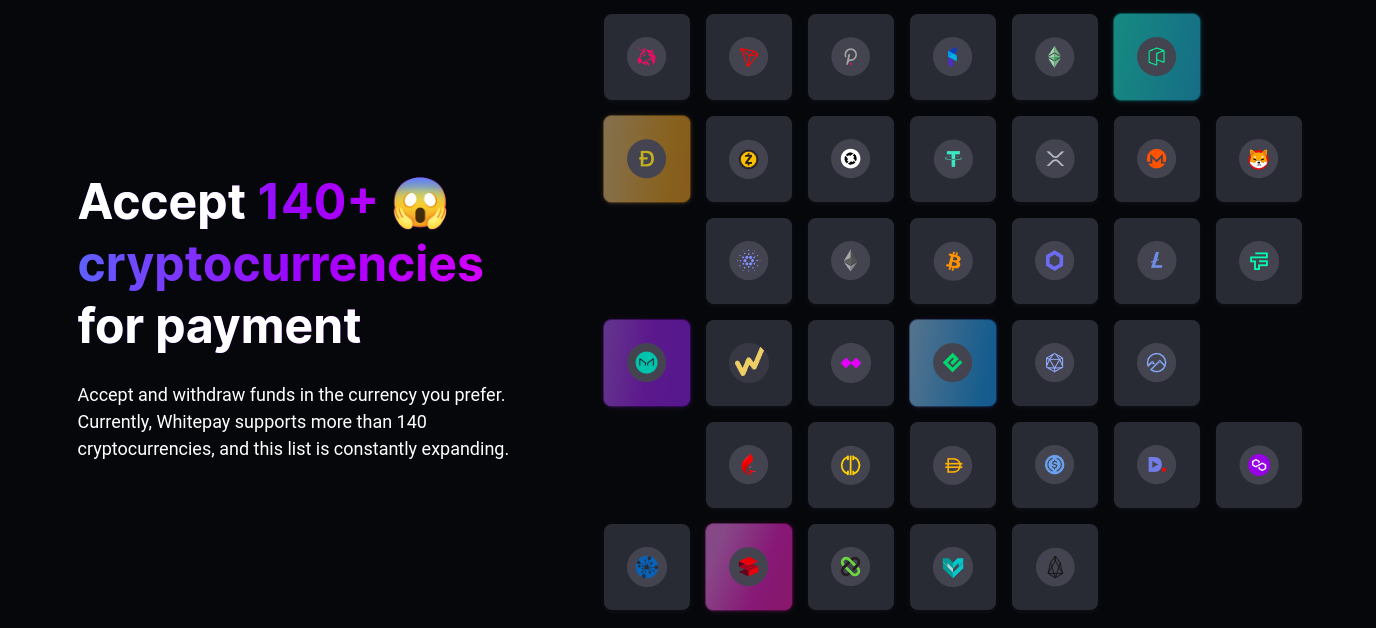 Accept 140+ 😱
cryptocurrencies
for payment
Accept and withdraw funds in the currency you prefer.
Currently, Whitepay supports more than 140
cryptocurrencies, and this list is constantly expanding.